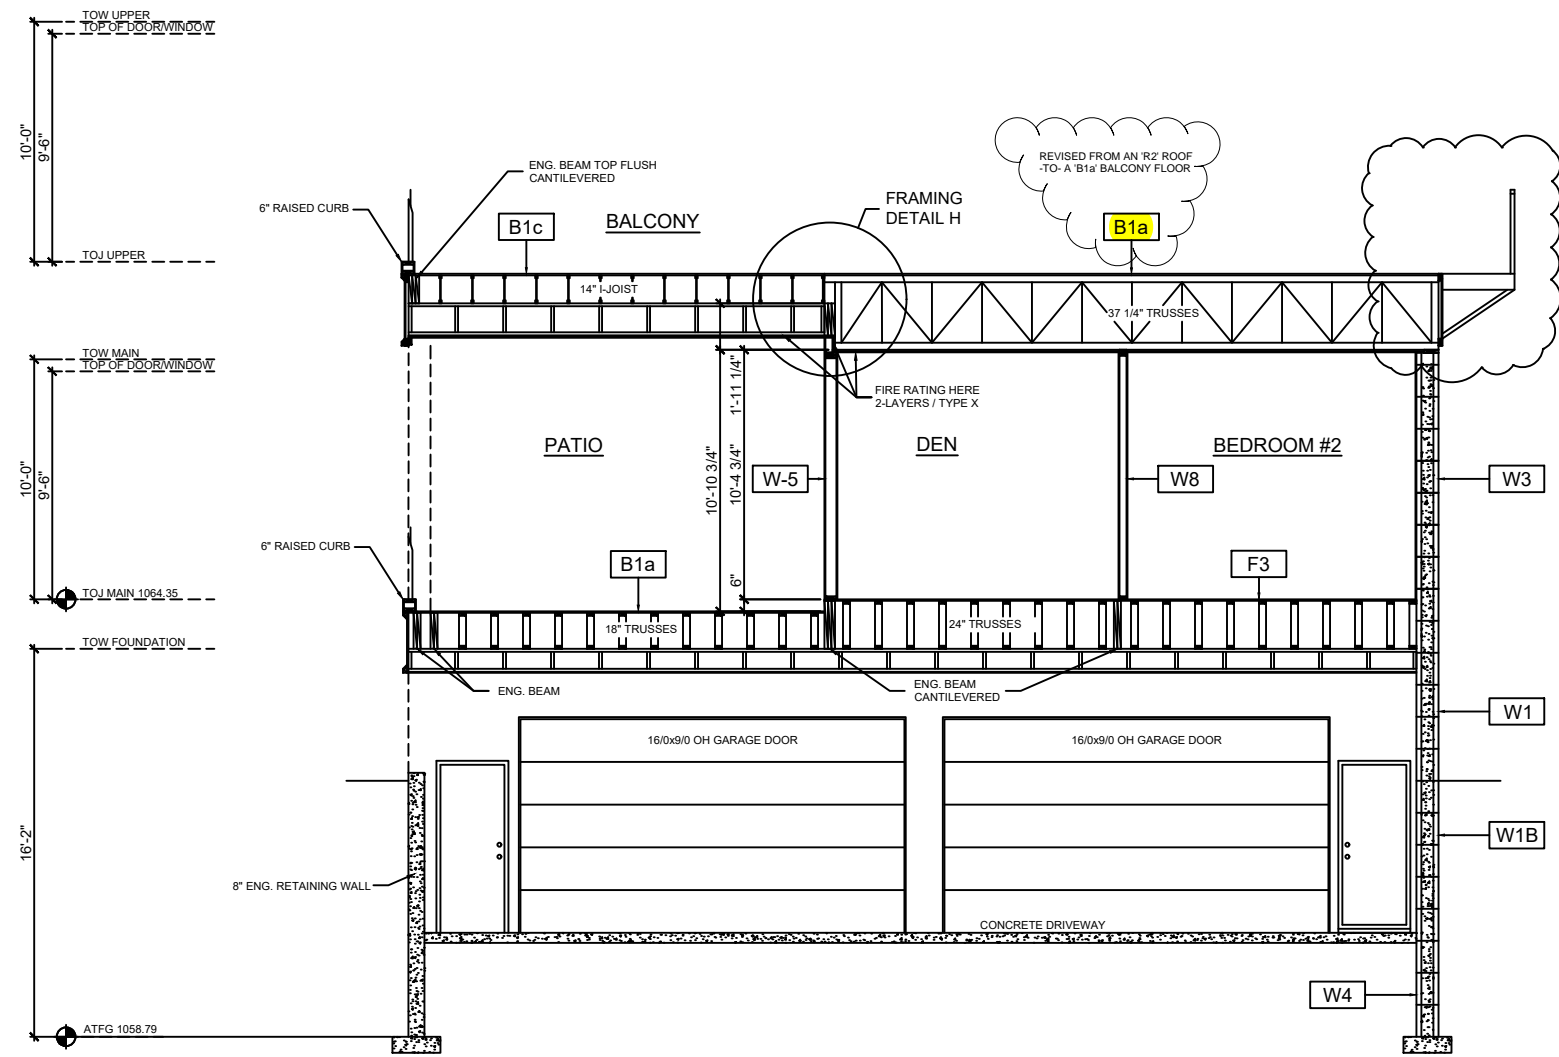 TOW UPPER
TOP OF DOOR/WINDOW
10'-0"
9'-6"
ENG. BEAM TOP FLUSH
CANTILEVERED
6" RAISED CURB
B1c
BALCONY
FRAMING
DETAIL H
REVISED FROM AN 'R2' ROOF
-TO- A 'B1a' BALCONY FLOOR
B1a
TOJ UPPER
14" I-JOIST
37 1/4" TRUSSES
TOW MAIN
TOP OF DOOR/WINDOW
1'-11 1/4"
FIRE RATING HERE
2-LAYERS / TYPE X
PATIO
DEN
BEDROOM #2
10'-0"
9'-6"
10'-10 3/4"
10'-4 3/4"
W-5
W8
W3
6" RAISED CURB
B1a
6"
F3
TOJ MAIN 1064.35
18" TRUSSES
24" TRUSSES
TOW FOUNDATION
ENG. BEAM
ENG. BEAM
CANTILEVERED
W1
16/0x9/0 OH GARAGE DOOR
16/0x9/0 OH GARAGE DOOR
16'-2"
W1B
8" ENG. RETAINING WALL
CONCRETE DRIVEWAY
W4
ATFG 1058.79